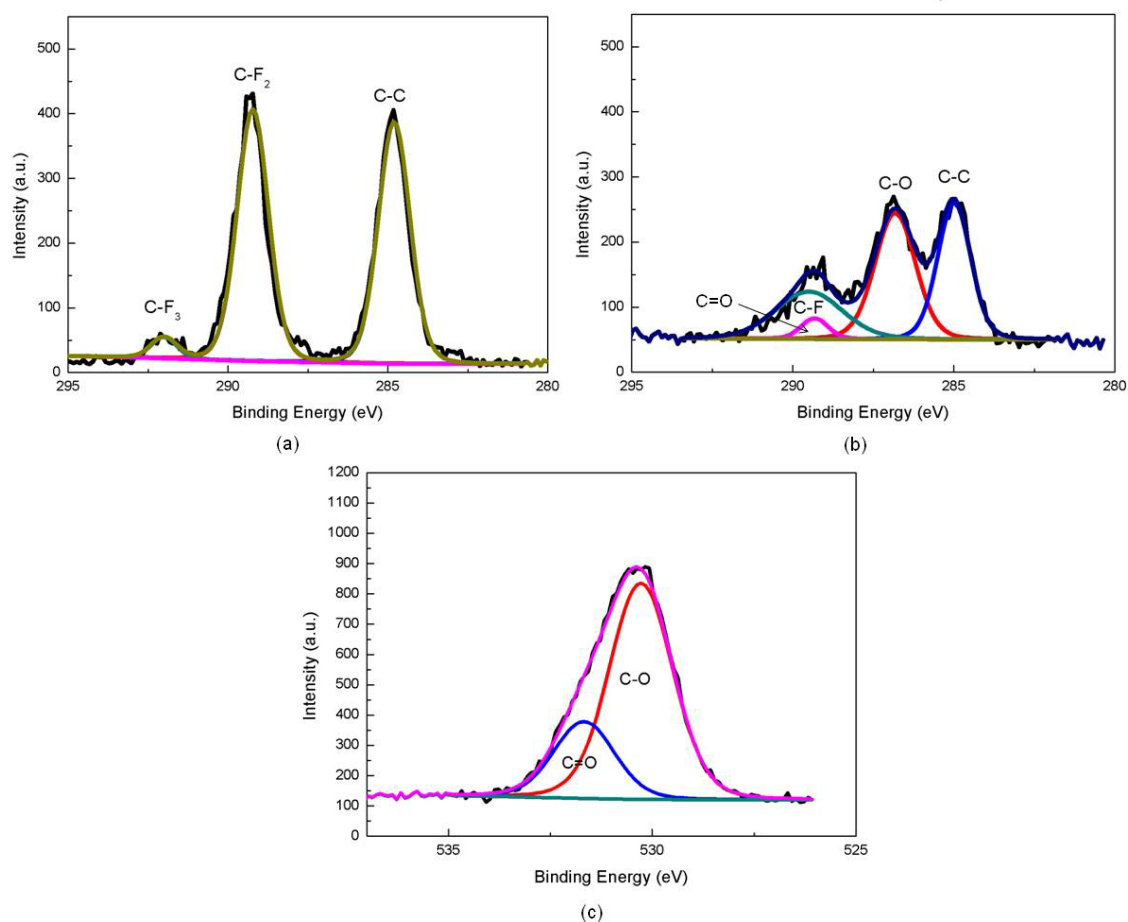 500
400
300
200
100
0
Intensity (a.u.)
C-F₃
C-F₂
C-C
295
290
285
280
Binding Energy (eV)
(a)
500
400
300
200
100
0
Intensity (a.u.)
C=O
C-F
C-O
C-C
295
290
285
280
Binding Energy (eV)
(b)
1200
1100
1000
900
800
700
600
500
400
300
200
100
0
Intensity (a.u.)
C-O
C=O
535
530
525
Binding Energy (eV)
(c)